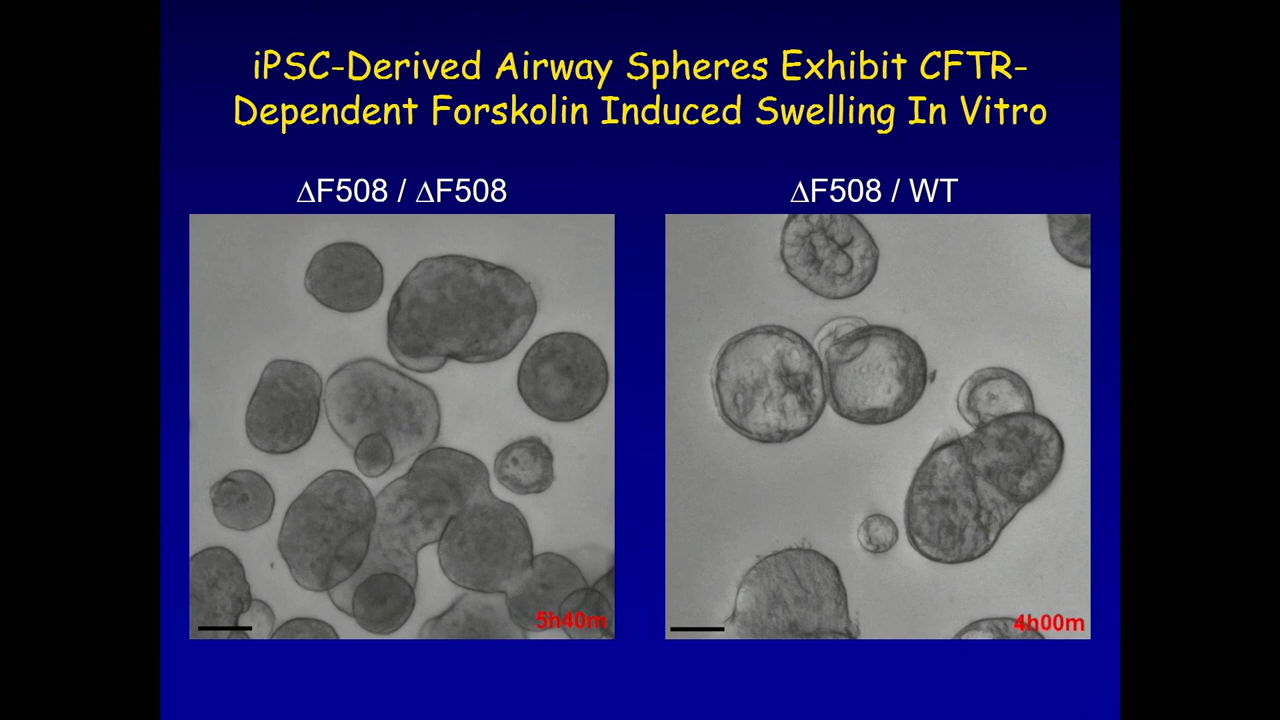 iPSC-Derived Airway Spheres Exhibit CFTR-
Dependent Forskolin Induced Swelling In Vitro
ΔF508 / ΔF508
ΔF508 / WT
5h40m
4h00m